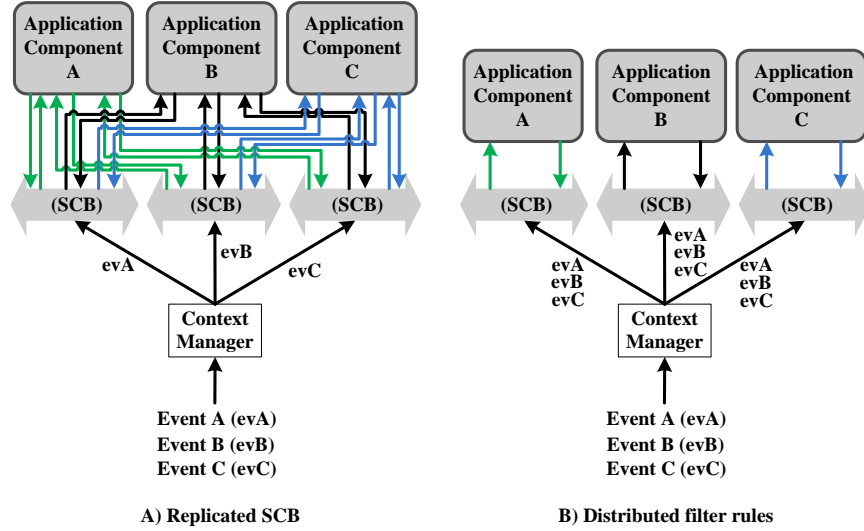 Application
Component
A
Application
Component
B
Application
Component
C
(SCB)
(SCB)
(SCB)
evA
evB
evC
Context
Manager
Event A (evA)
Event B (evB)
Event C (evC)
A) Replicated SCB
Application
Component
A
Application
Component
B
Application
Component
C
(SCB)
(SCB)
(SCB)
evA
evB
evC
evA
evB
evC
evA
evB
evC
Context
Manager
Event A (evA)
Event B (evB)
Event C (evC)
B) Distributed filter rules